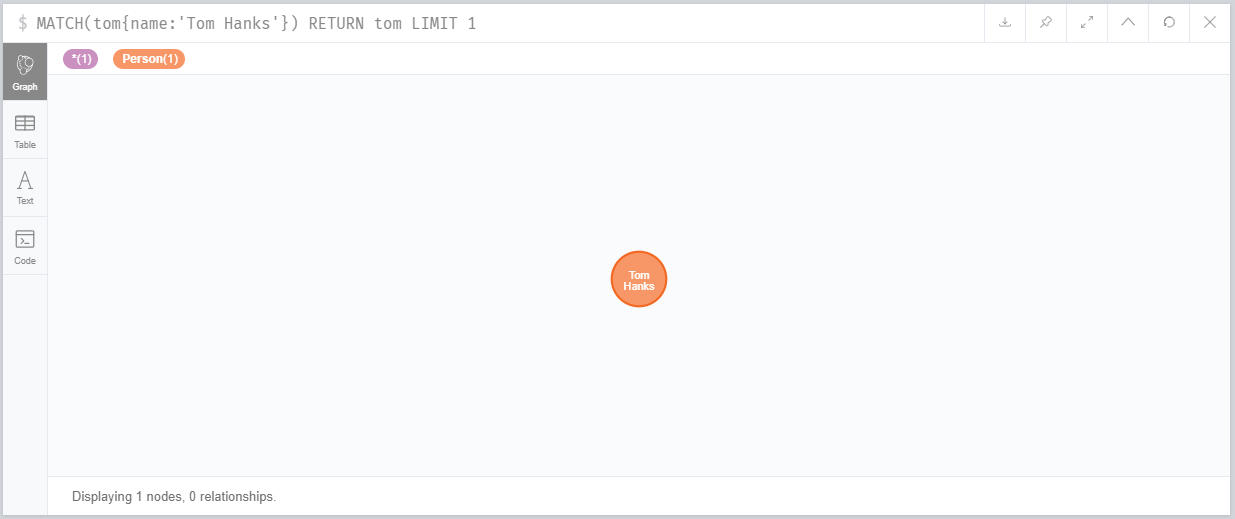 $ MATCH(tom{name:'Tom Hanks'}) RETURN tom LIMIT 1
*(1) Person(1)
Graph
Table
A
Text
Code
Tom
Hanks
Displaying 1 nodes, 0 relationships.